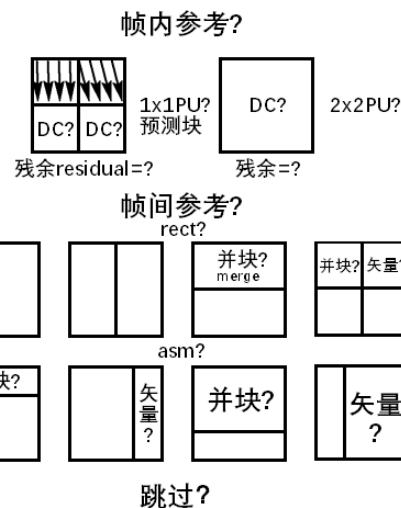 帧内参考?
DC? DC?
1x1PU?
预测块
DC?
2x2PU?
残余residual=?
残余=?
帧间参考?
rect?
并块?
merge
并块? 矢量?
asm?
块?
矢量?
并块?
矢量?
跳过?